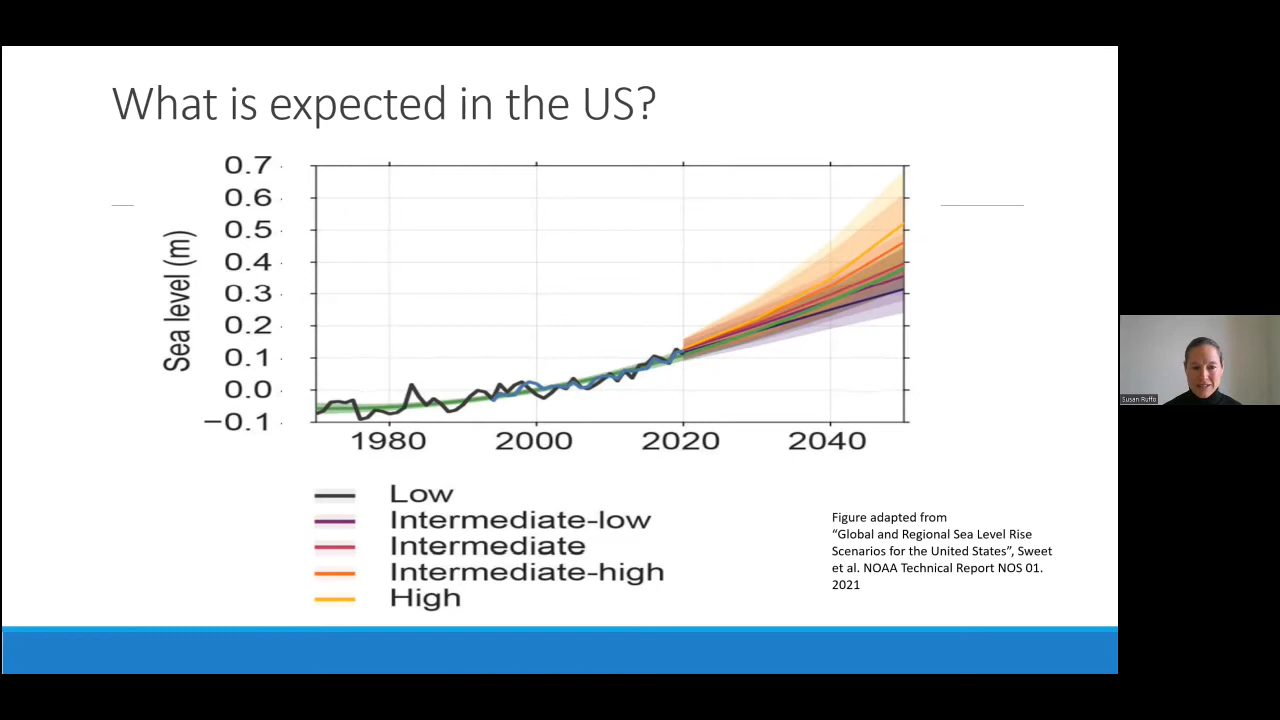 What is expected in the US?
0.7
0.6
0.5
0.4
0.3
0.2
0.1
0.0
−0.1
Sea level (m)
1980 2000 2020 2040
Low
Intermediate-low
Intermediate
Intermediate-high
High
Figure adapted from
“Global and Regional Sea Level Rise
Scenarios for the United States”, Sweet
et al. NOAA Technical Report NOS 01.
2021
Susan Ruffo